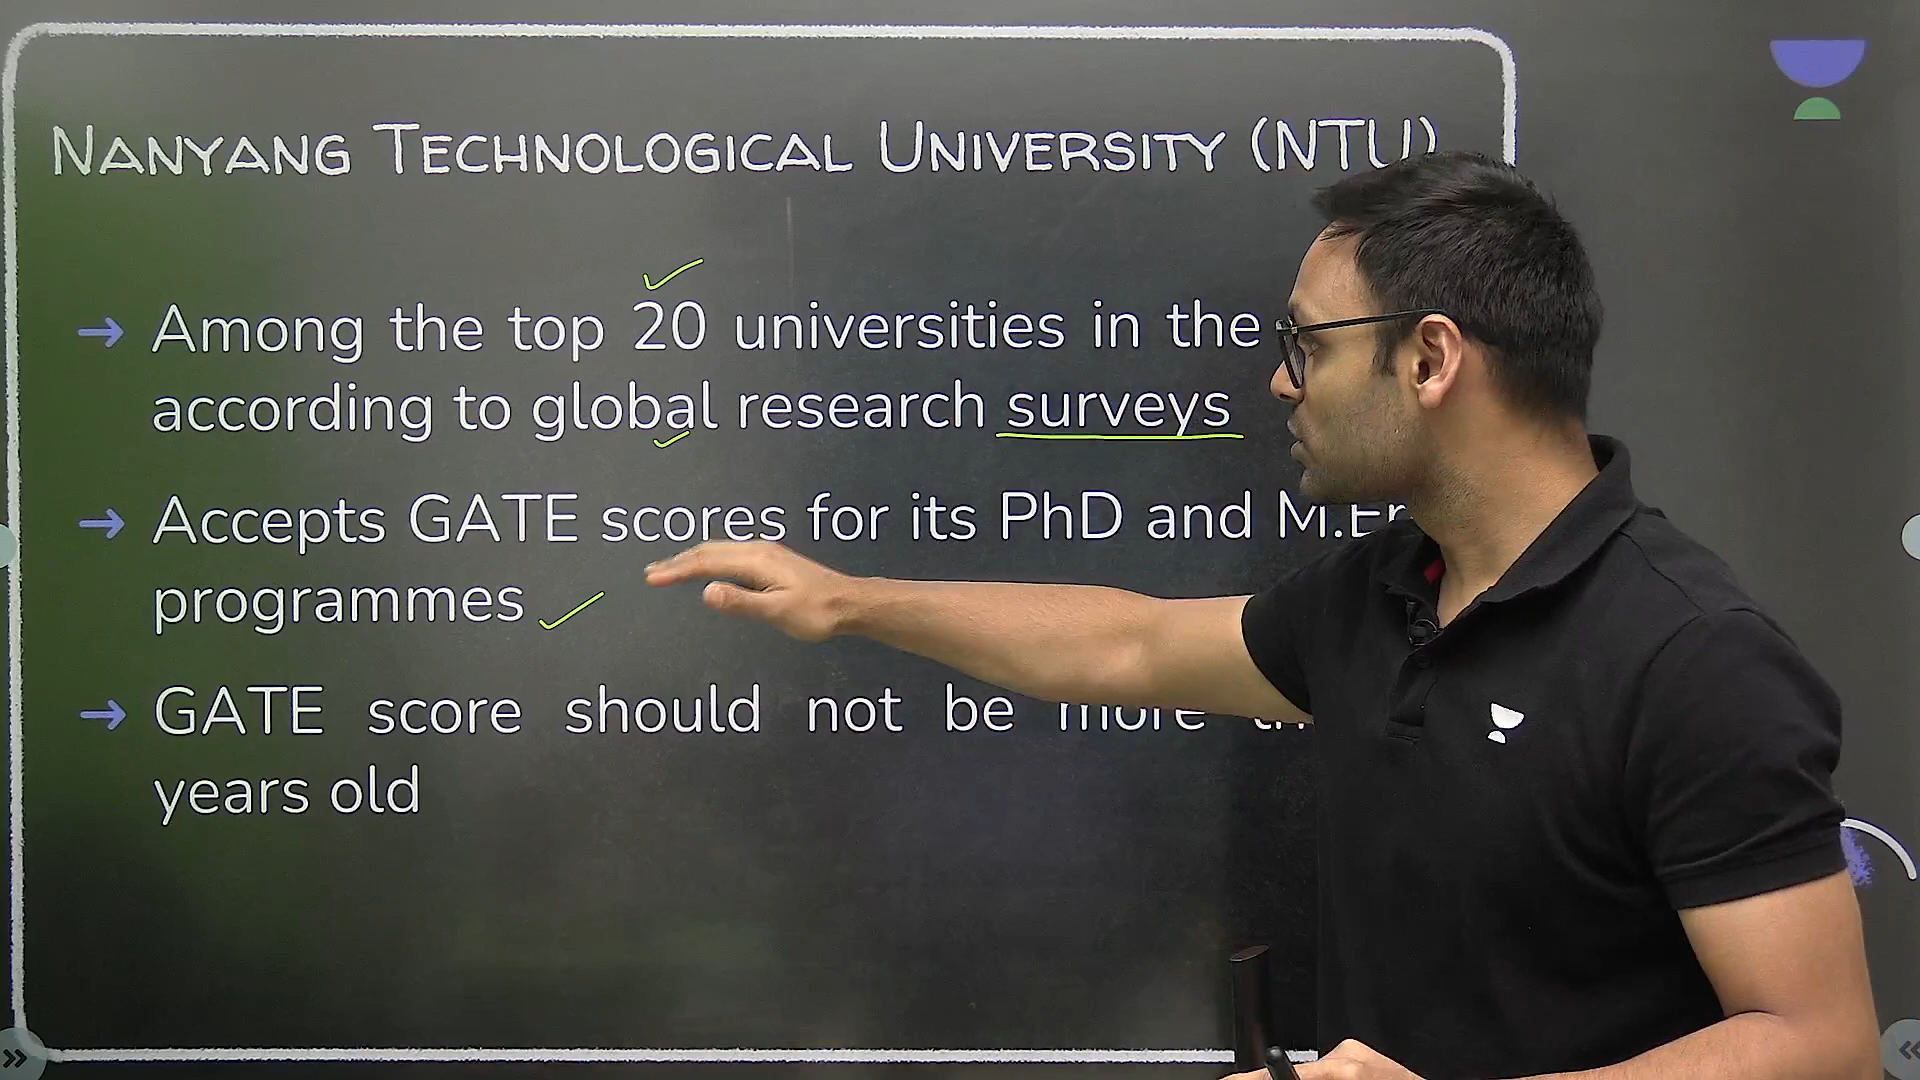 NANYANG TECHNOLOGICAL UNIVERSITY (NTU)
Among the top 20 universities in the
according to global research surveys
Accepts GATE scores for its PhD and
programmes
GATE score should not be more
years old